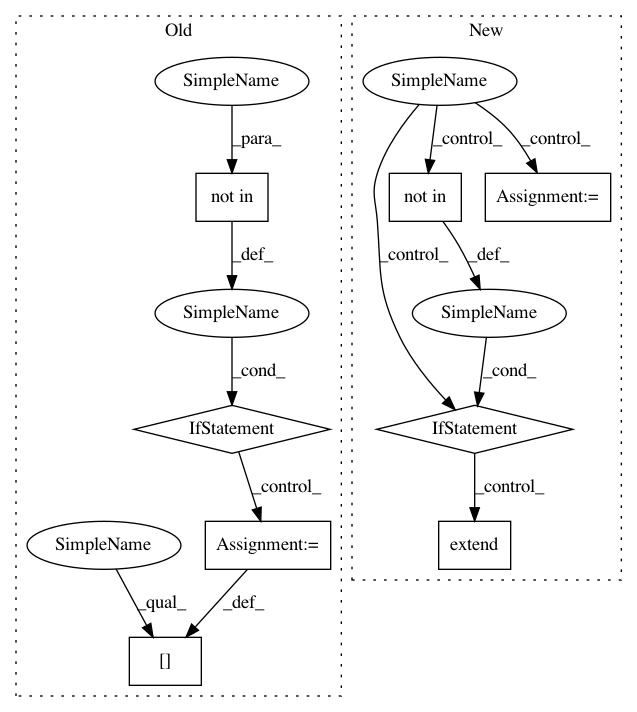 Old
New
SimpleName
SimpleName
_para_
_control_
_control_
not in
not in
Assignment:=
_def_
_control_
_def_
SimpleName
SimpleName
_cond_
_cond_
IfStatement
IfStatement
_control_
_control_
SimpleName
Assignment:=
extend
_qual_
_def_
[]